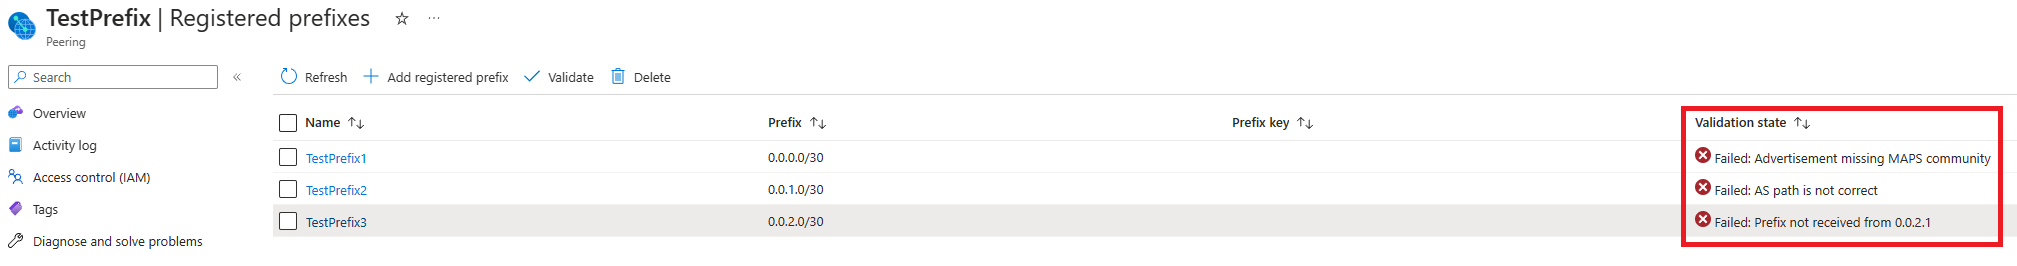 TestPrefix | Registered prefixes
Peering
Search
Refresh Add registered prefix Validate Delete
Overview
Activity log
Access control (IAM)
Tags
Diagnose and solve problems
Name Prefix Prefix key Validation state
TestPrefix1 0.0.0.0/30 Failed: Advertisement missing MAPS community
TestPrefix2 0.0.1.0/30 Failed: AS path is not correct
TestPrefix3 0.0.2.0/30 Failed: Prefix not received from 0.0.2.1